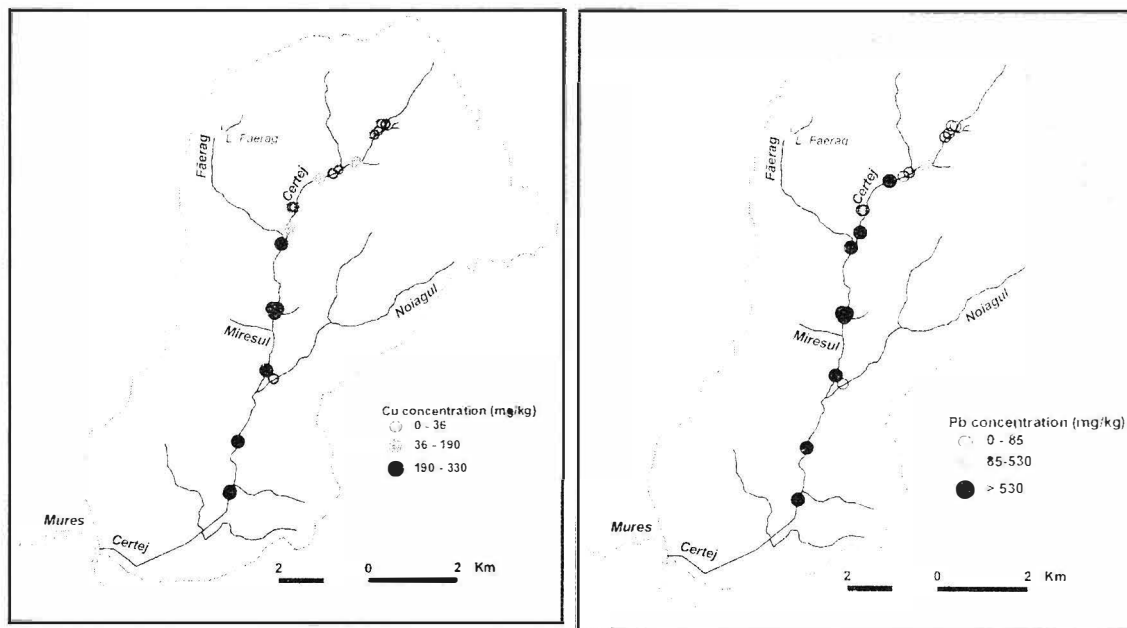 L Faerag
Fãerag
Certej
Noiagul
Miresul
Cu concentration (mg/kg)
0 - 36
36 - 190
190 - 330
Mures
Certej
2 0 2 Km
L Faerag
Fãerag
Certej
Noiagul
Miresul
Pb concentration (mg/kg)
0 - 85
85-530
> 530
Mures
Certej
2 0 2 Km